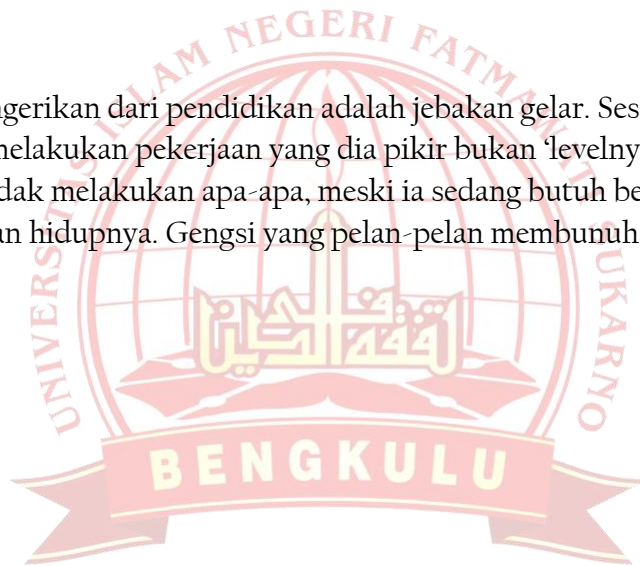 UNIVERSITAS ISLAM NEGERI FATMAWATI SUKARNO
ngerikan dari pendidikan adalah jebakan gelar. Ses
melakukan pekerjaan yang dia pikir bukan ‘levelny
dak melakukan apa-apa, meski ia sedang butuh be
an hidupnya. Gengsi yang pelan-pelan membunuh
BENGKULU